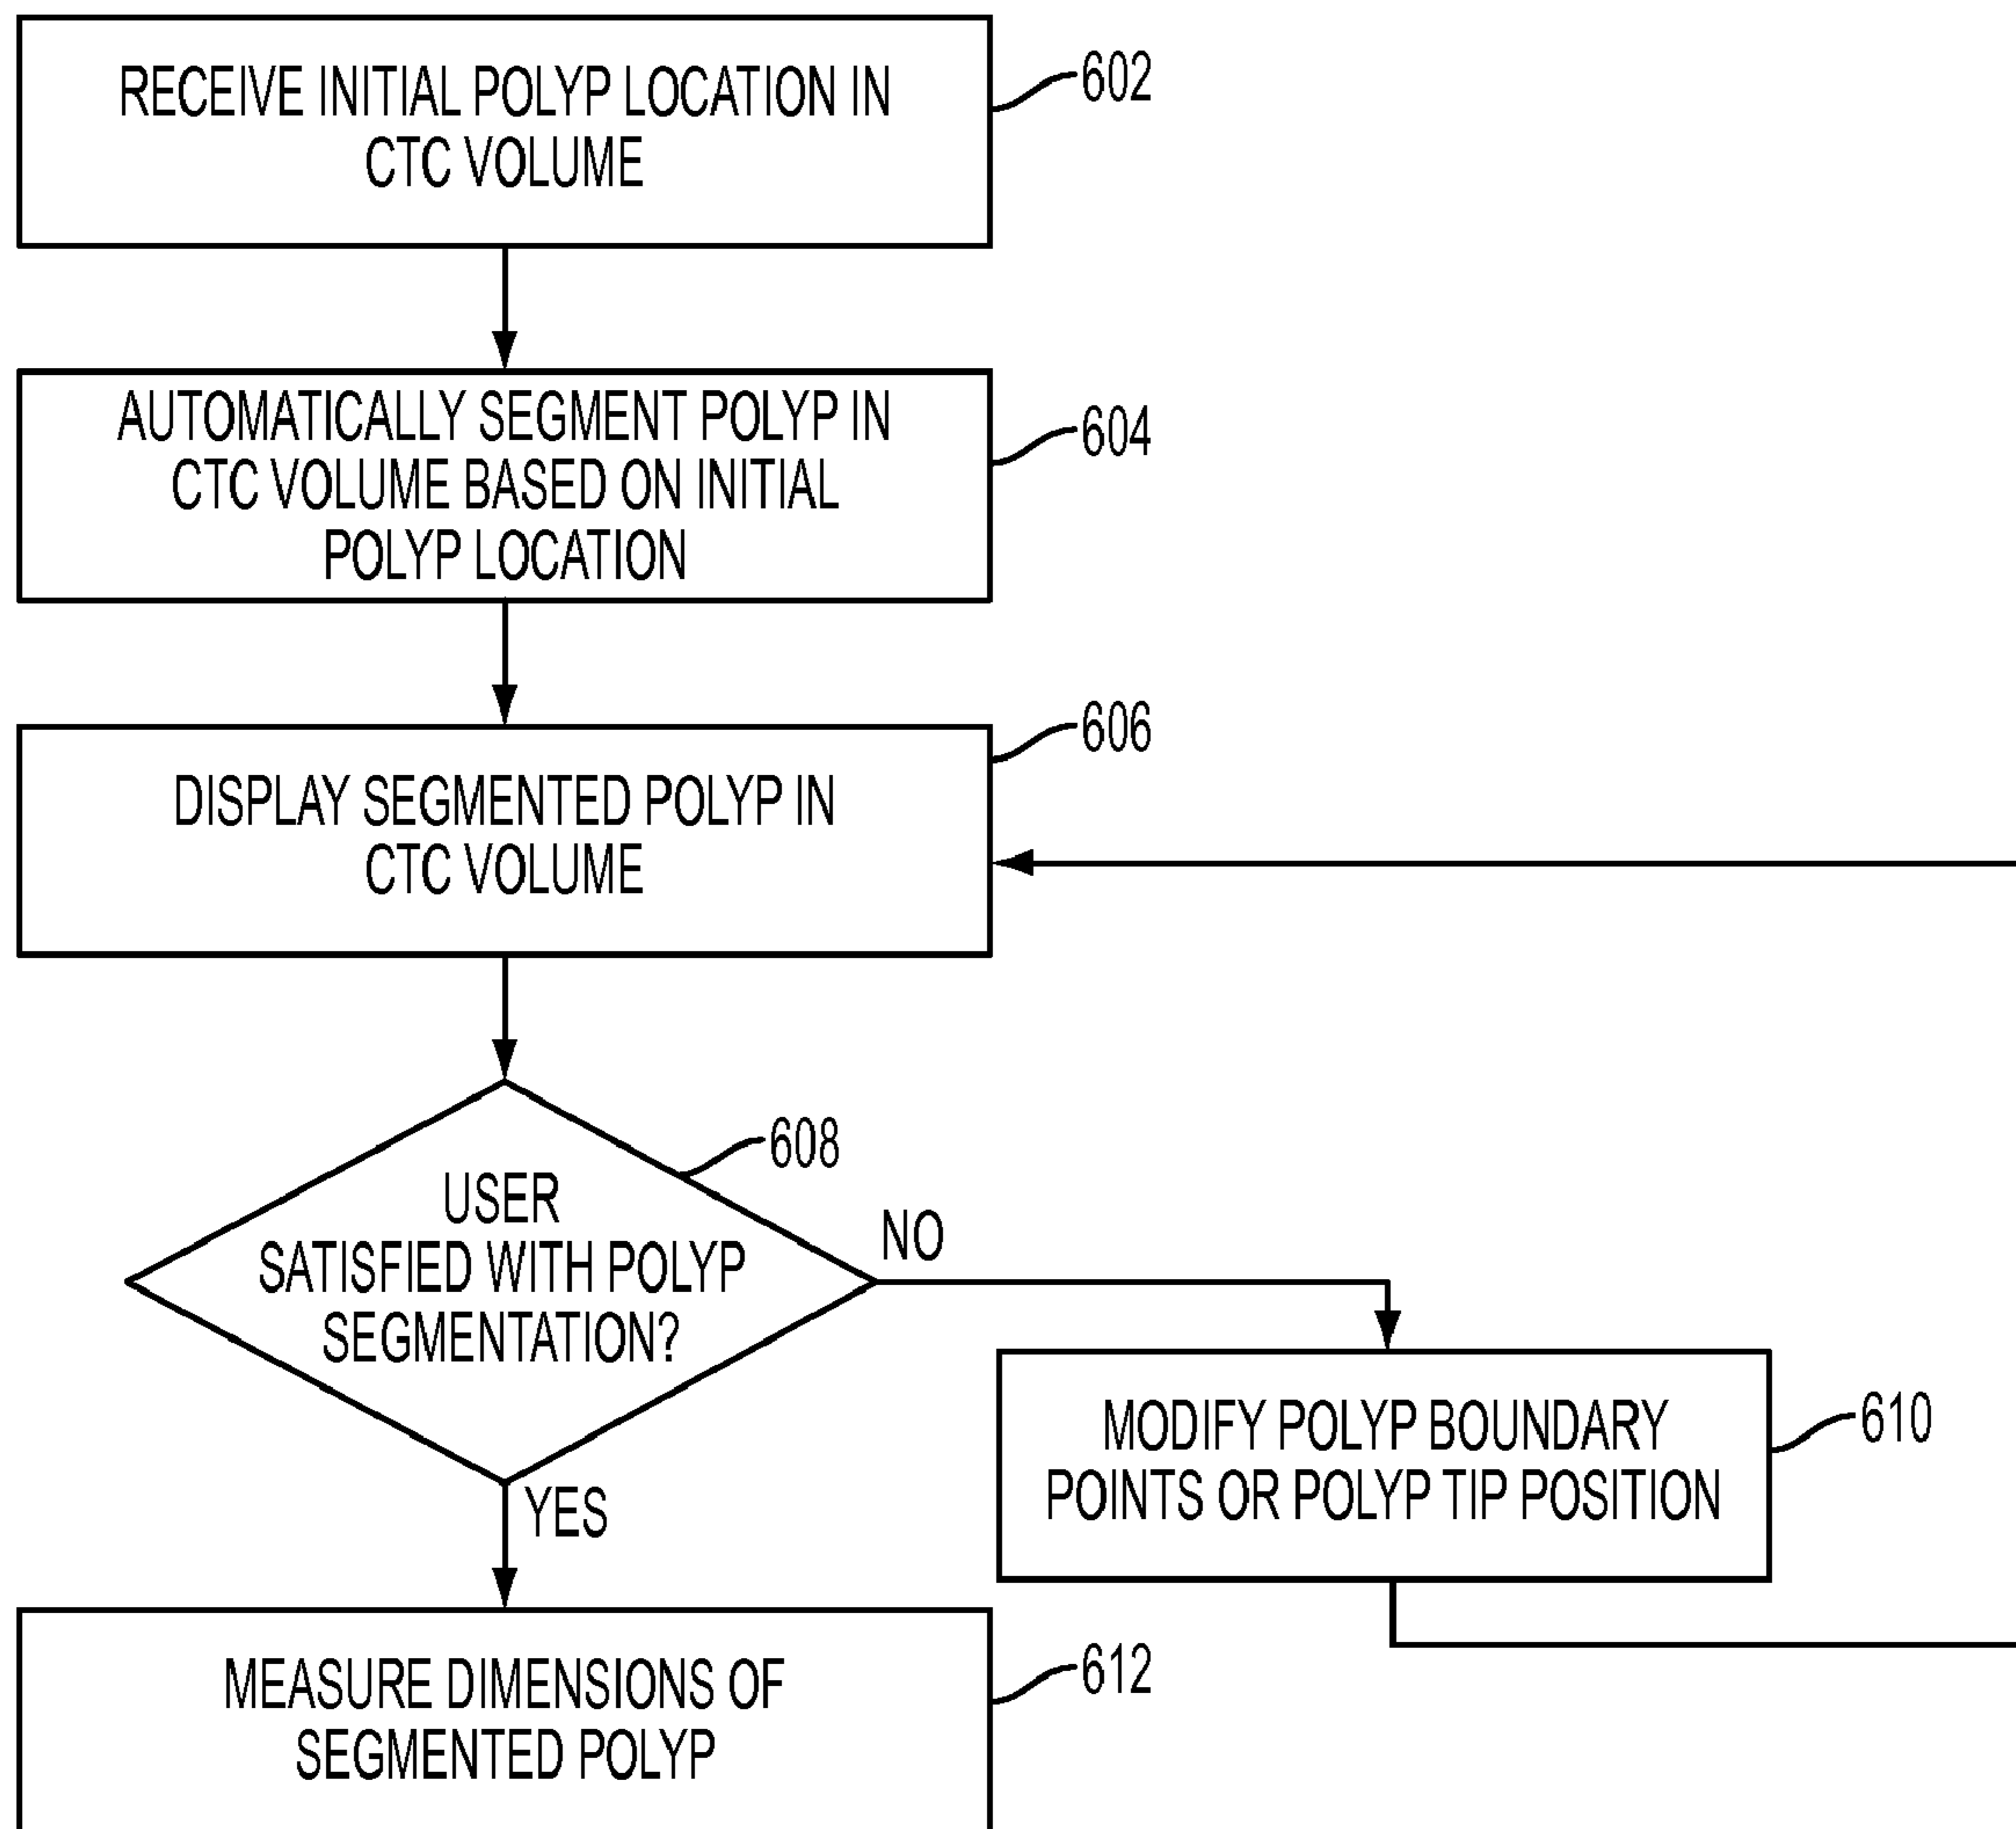 RECEIVE INITIAL POLYP LOCATION IN
CTC VOLUME
602
AUTOMATICALLY SEGMENT POLYP IN
CTC VOLUME BASED ON INITIAL
POLYP LOCATION
604
DISPLAY SEGMENTED POLYP IN
CTC VOLUME
606
USER
SATISFIED WITH POLYP
SEGMENTATION?
608
NO
YES
MODIFY POLYP BOUNDARY
POINTS OR POLYP TIP POSITION
610
MEASURE DIMENSIONS OF
SEGMENTED POLYP
612